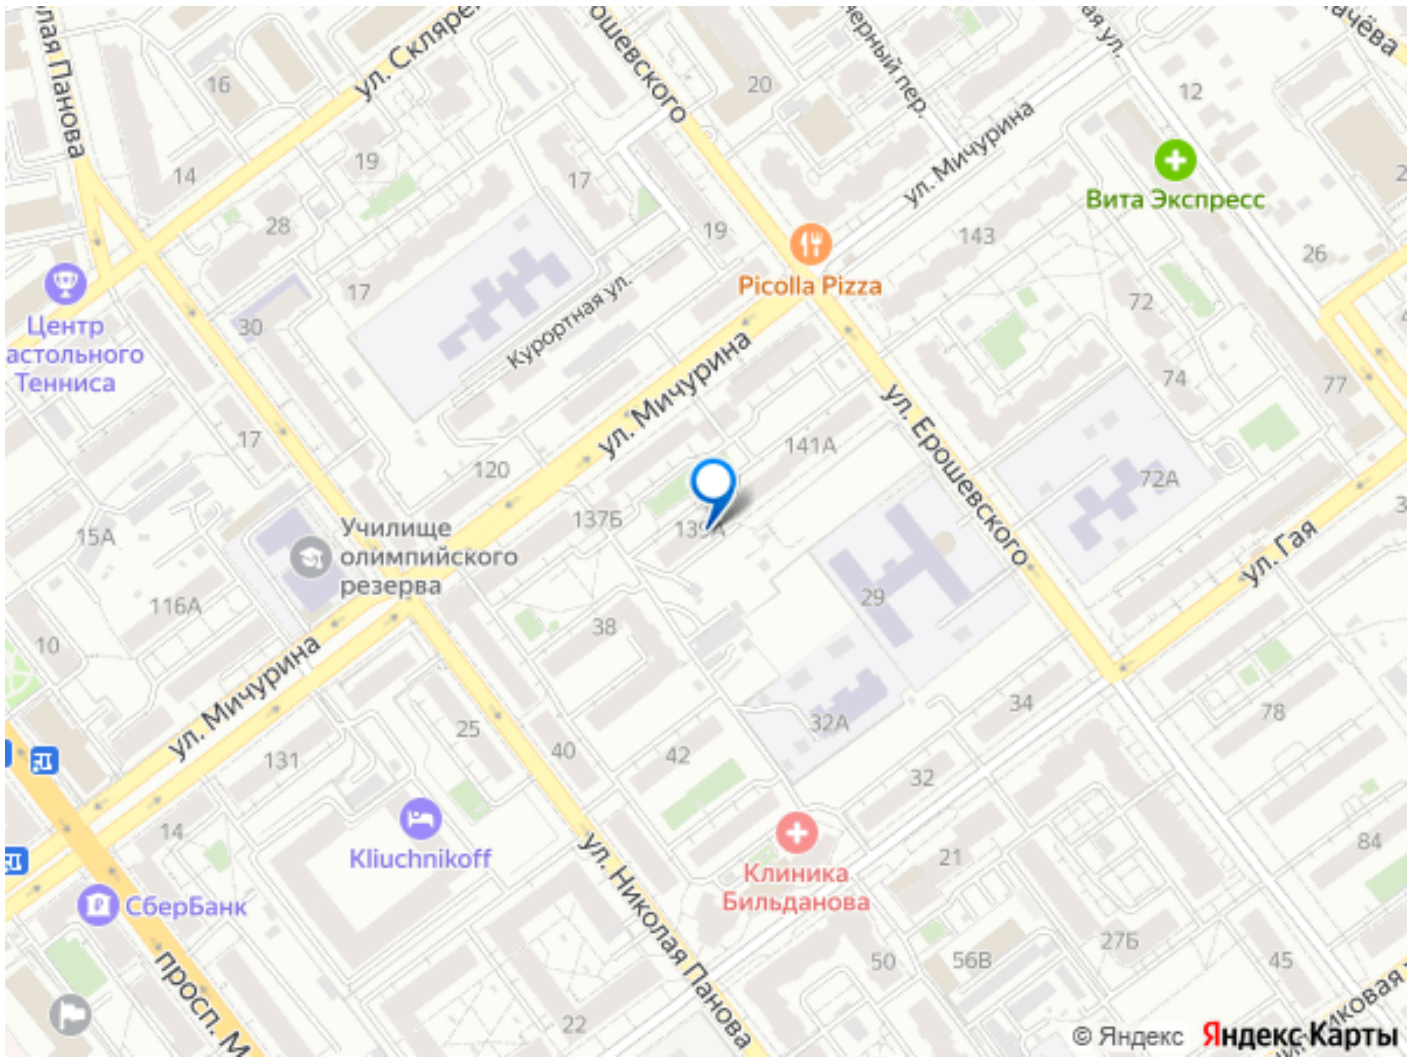 лая Панова
ул. Скляре
ошевского
черный пер.
ая ул.
ачёва
16
20
12
14
19
17
ул. Мичурина
Вита Экспресс
28
19
143
26
Picolla Pizza
17
Курортная ул.
72
Центр
астольного
Тенниса
30
ул. Мичурина
74
77
17
ул. Ерошевского
120
141А
72А
15А
Училище
олимпийского
резерва
137Б
139А
ул. Гая
116А
29
10
38
ул. Мичурина
32А
34
78
25
40
42
131
32
14
Kliuchnikoff
84
21
Клиника
Бильданова
СберБанк
ул. Николая Панова
27Б
50
56В
45
просп. М
22
иковая
© Яндекс
Яндекс Карты